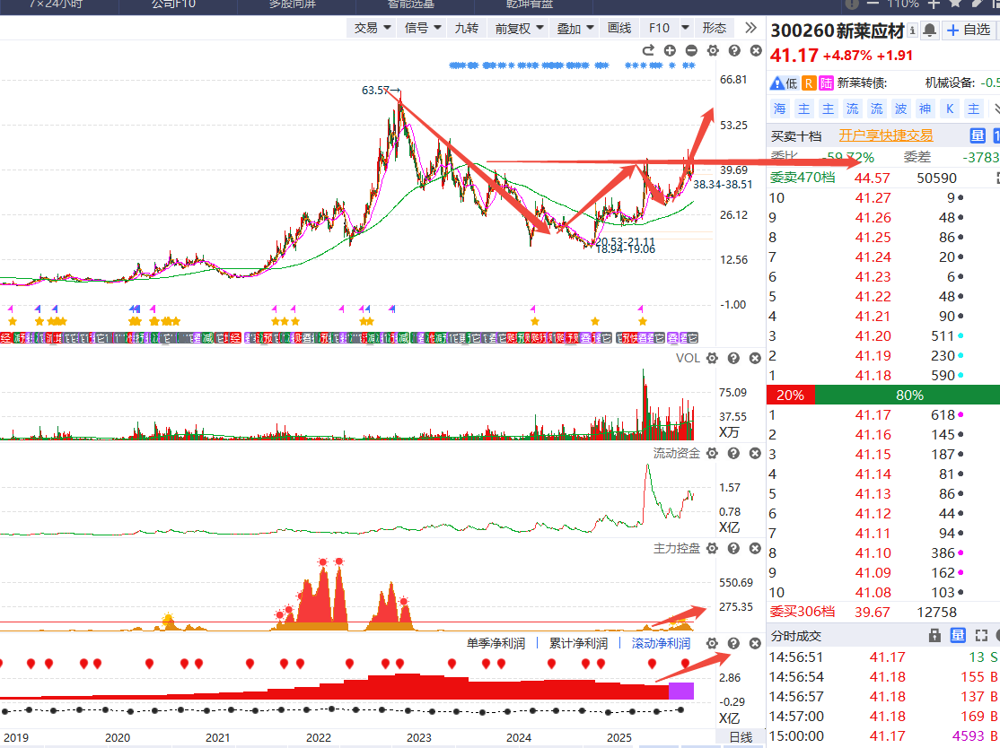 7×24小时 公司F10 多股同屏 智能选基 乾坤看盘 110%
交易 信号 九转 前复权 叠加 画线 F10 形态
63.57→
66.81
53.25
39.69
38.34-38.51
26.12
20.53-21.11
18.94-19.06
12.56
-1.00
VOL
75.09
37.55
X万
流动资金
1.57
0.78
X亿
主力控盘
550.69
275.35
单季净利润 累计净利润 滚动净利润
2.86
-0.29
X亿
2019 2020 2021 2022 2023 2024 2025 日线
300260 新莱应材 自选
41.17 +4.87% +1.91
低 R 陆 新莱转债: 机械设备: -0.5
海 主 主 流 流 波 神 K 主
买卖十档 开户享快捷交易 量 1
委比 -59.72% 委差 -3783
委卖470档 44.57 50590
10 41.27 9
9 41.26 48
8 41.25 86
7 41.24 20
6 41.23 6
5 41.22 48
4 41.21 90
3 41.20 511
2 41.19 230
1 41.18 590
20% 80%
1 41.17 618
2 41.16 145
3 41.15 187
4 41.14 81
5 41.13 86
6 41.12 44
7 41.11 94
8 41.10 386
9 41.09 162
10 41.08 103
委买306档 39.67 12758
分时成交 量
14:56:51 41.17 13 S
14:56:54 41.18 155 B
14:56:57 41.18 137 B
14:57:00 41.18 169 B
15:00:00 41.17 4593 B